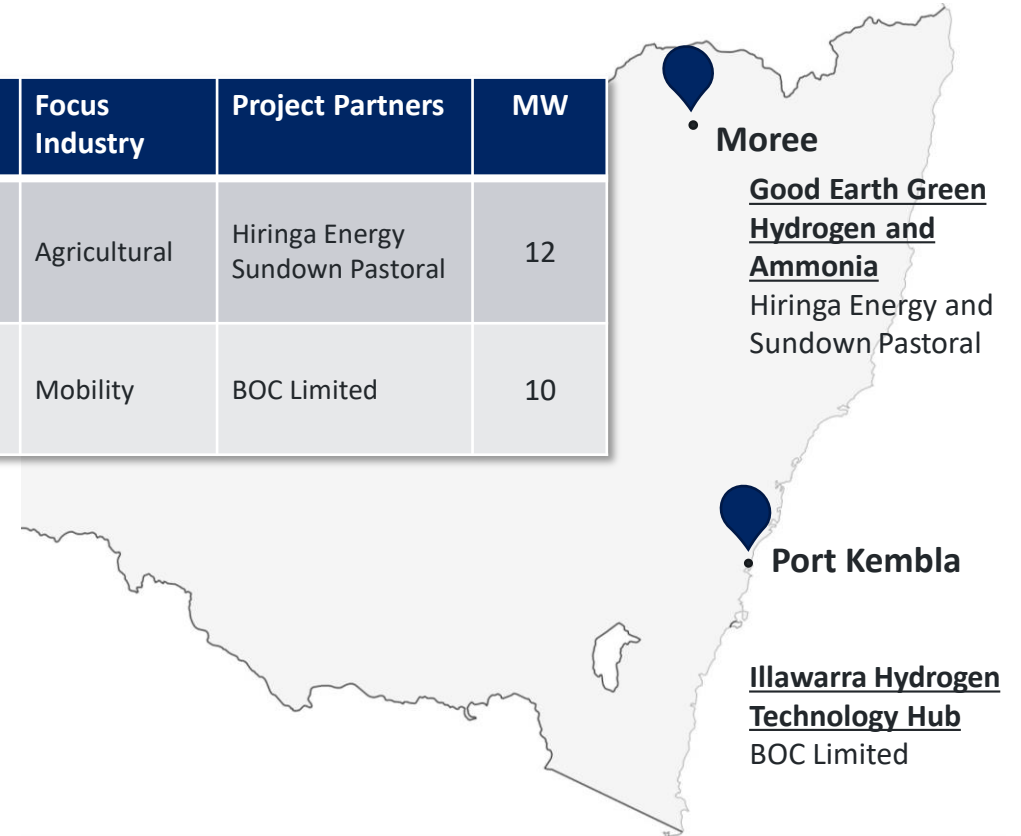 Focus Industry
Project Partners
MW
Agricultural
Hiringa Energy
Sundown Pastoral
12
Mobility
BOC Limited
10
Moree
Good Earth Green
Hydrogen and
Ammonia
Hiringa Energy and
Sundown Pastoral
Port Kembla
Illawarra Hydrogen
Technology Hub
BOC Limited